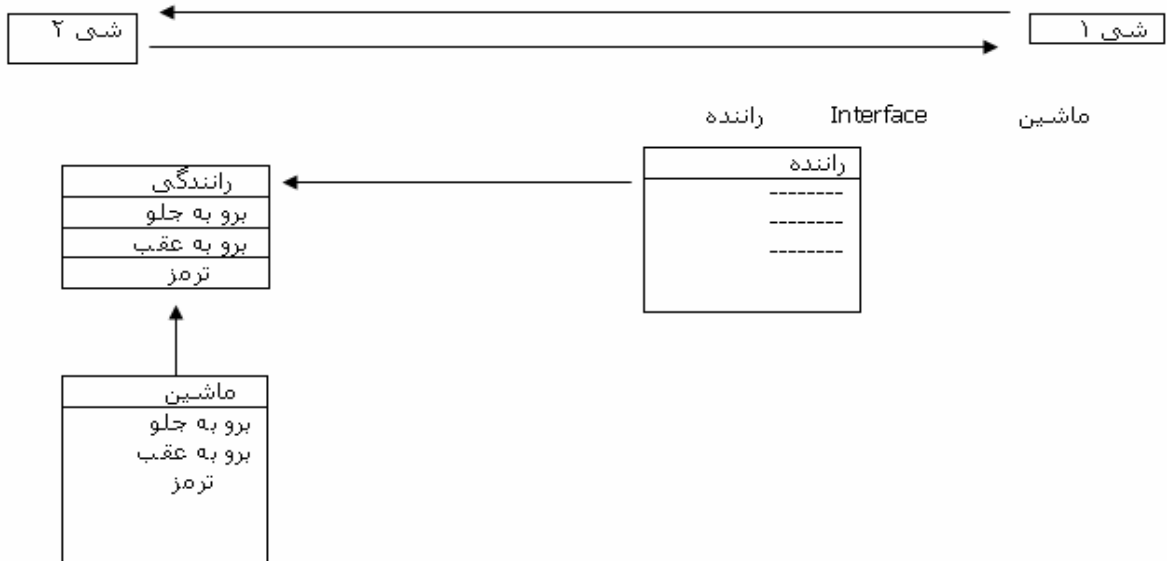 شی ۱
شی ۲
ماشین Interface راننده
راننده
--------
--------
--------
رانندگی
برو به جلو
برو به عقب
ترمز
ماشین
برو به جلو
برو به عقب
ترمز